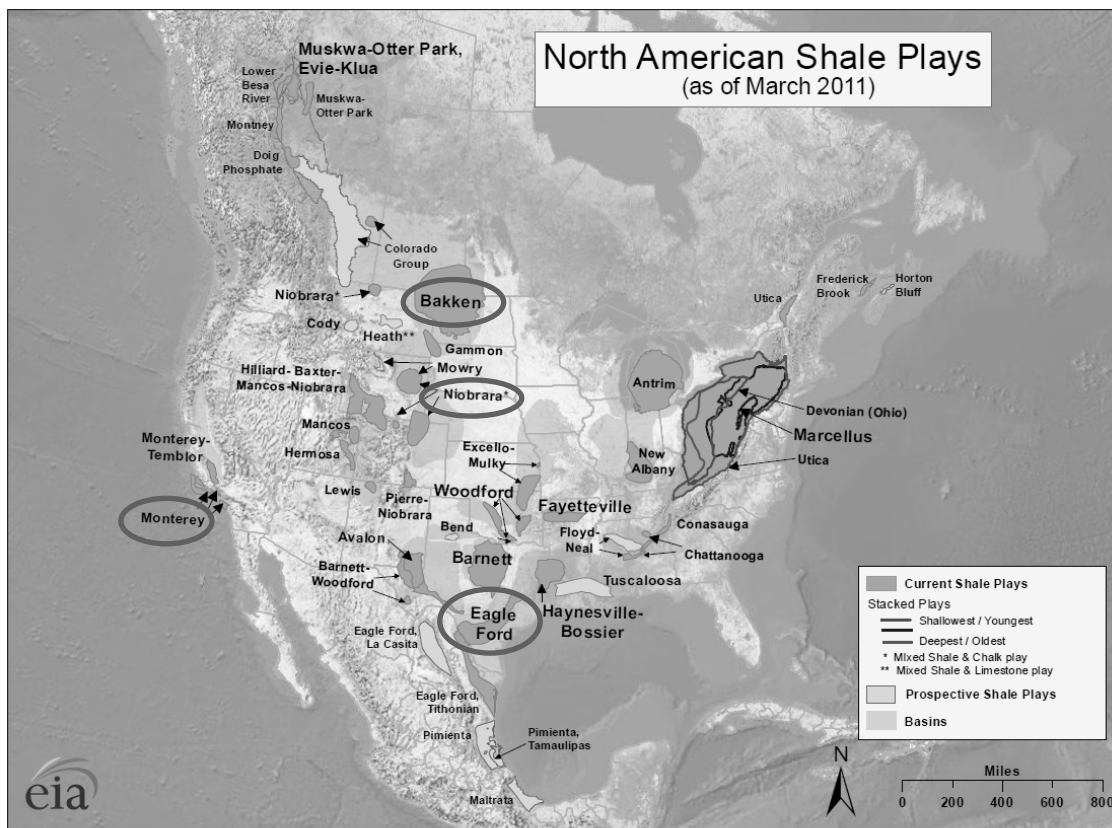 North American Shale Plays
(as of March 2011)
Muskwa-Otter Park,
Evie-Klua
Lower
Besa
River
Muskwa-
Otter Park
Montney
Doig
Phosphate
Colorado
Group
Niobrara*
Bakken
Cody
Heath**
Gammon
Mowry
Hilliard- Baxter-
Mancos-Niobrara
Niobrara*
Antrim
Utica
Frederick
Brook
Horton
Bluff
Devonian (Ohio)
Marcellus
Utica
Mancos
Monterey-
Temblor
Hermosa
Excello-
Mulky
New
Albany
Lewis
Pierre-
Niobrara
Woodford
Fayetteville
Monterey
Bend
Floyd-
Neal
Conasauga
Chattanooga
Avalon
Barnett
Barnett-
Woodford
Tuscaloosa
Eagle
Ford
Haynesville-
Bossier
Eagle Ford,
La Casita
Eagle Ford,
Tithonian
Pimienta
Pimienta,
Tamaulipas
Maltrata
Current Shale Plays
Stacked Plays
Shallowest / Youngest
Deepest / Oldest
* MIxed Shale & Chalk play
** Mixed Shale & Limestone play
Prospective Shale Plays
Basins
N
Miles
0 200 400 600 800
eia